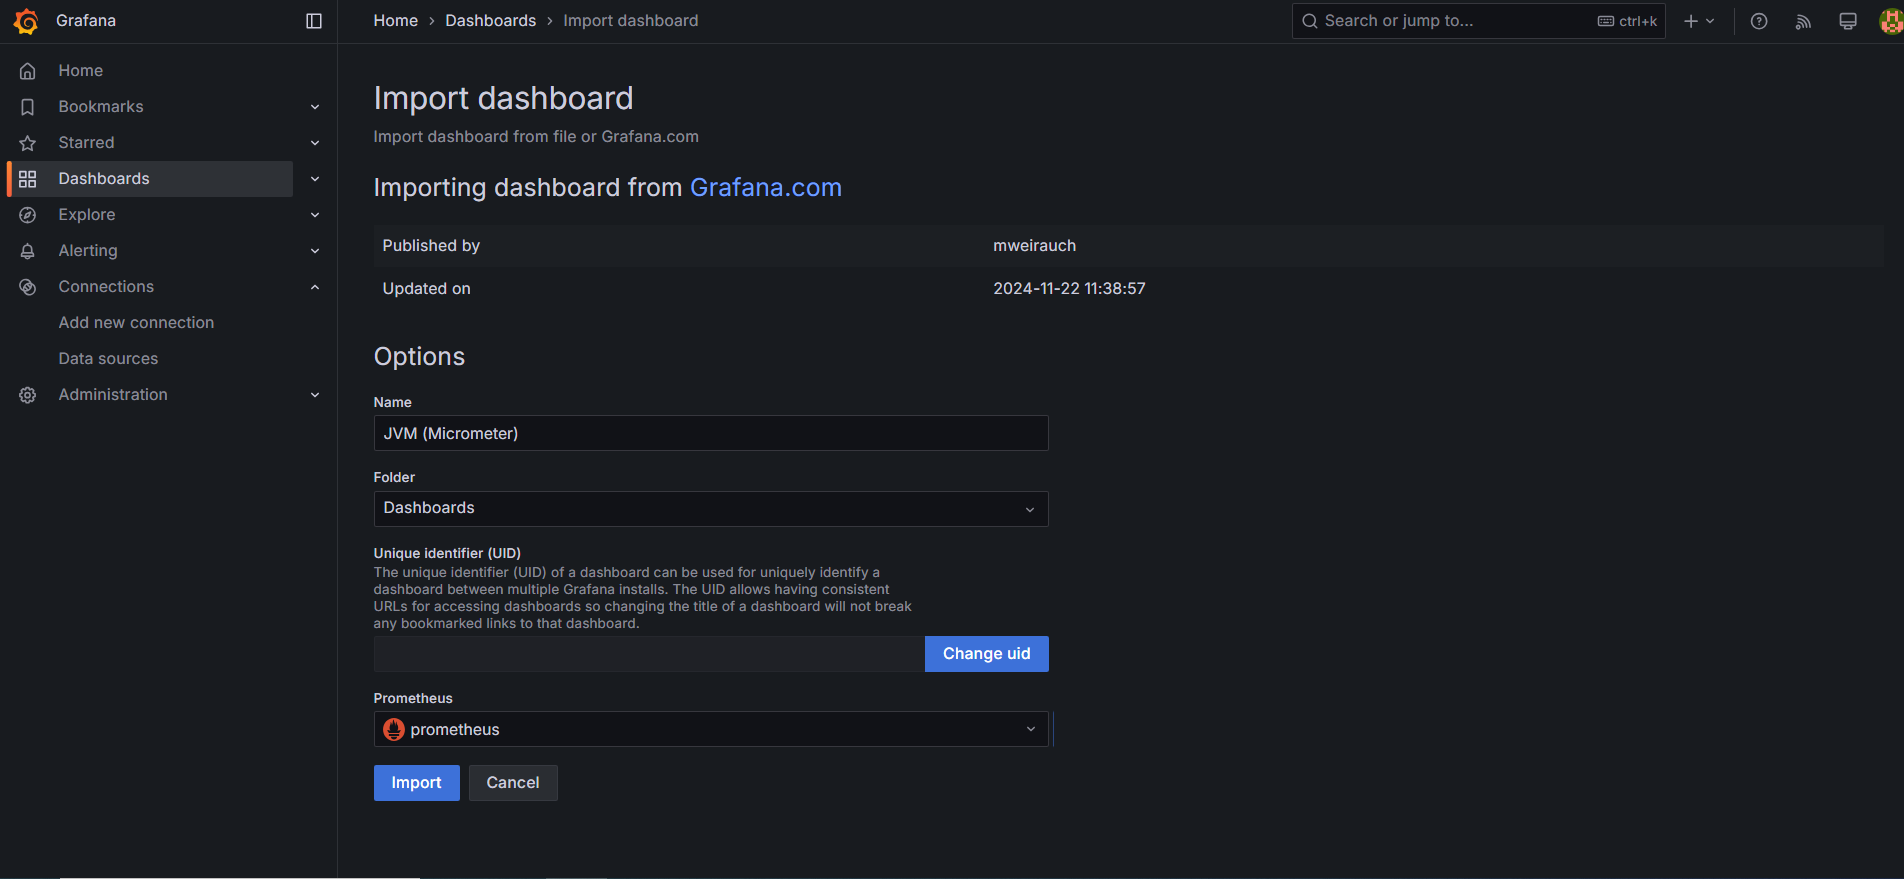 Grafana
Home
Bookmarks
Starred
Dashboards
Explore
Alerting
Connections
Add new connection
Data sources
Administration
Home › Dashboards › Import dashboard
Search or jump to... ctrl+k
Import dashboard
Import dashboard from file or Grafana.com
Importing dashboard from Grafana.com
Published by mweirauch
Updated on 2024-11-22 11:38:57
Options
Name
JVM (Micrometer)
Folder
Dashboards
Unique identifier (UID)
The unique identifier (UID) of a dashboard can be used for uniquely identify a
dashboard between multiple Grafana installs. The UID allows having consistent
URLs for accessing dashboards so changing the title of a dashboard will not break
any bookmarked links to that dashboard.
Change uid
Prometheus
prometheus
Import Cancel